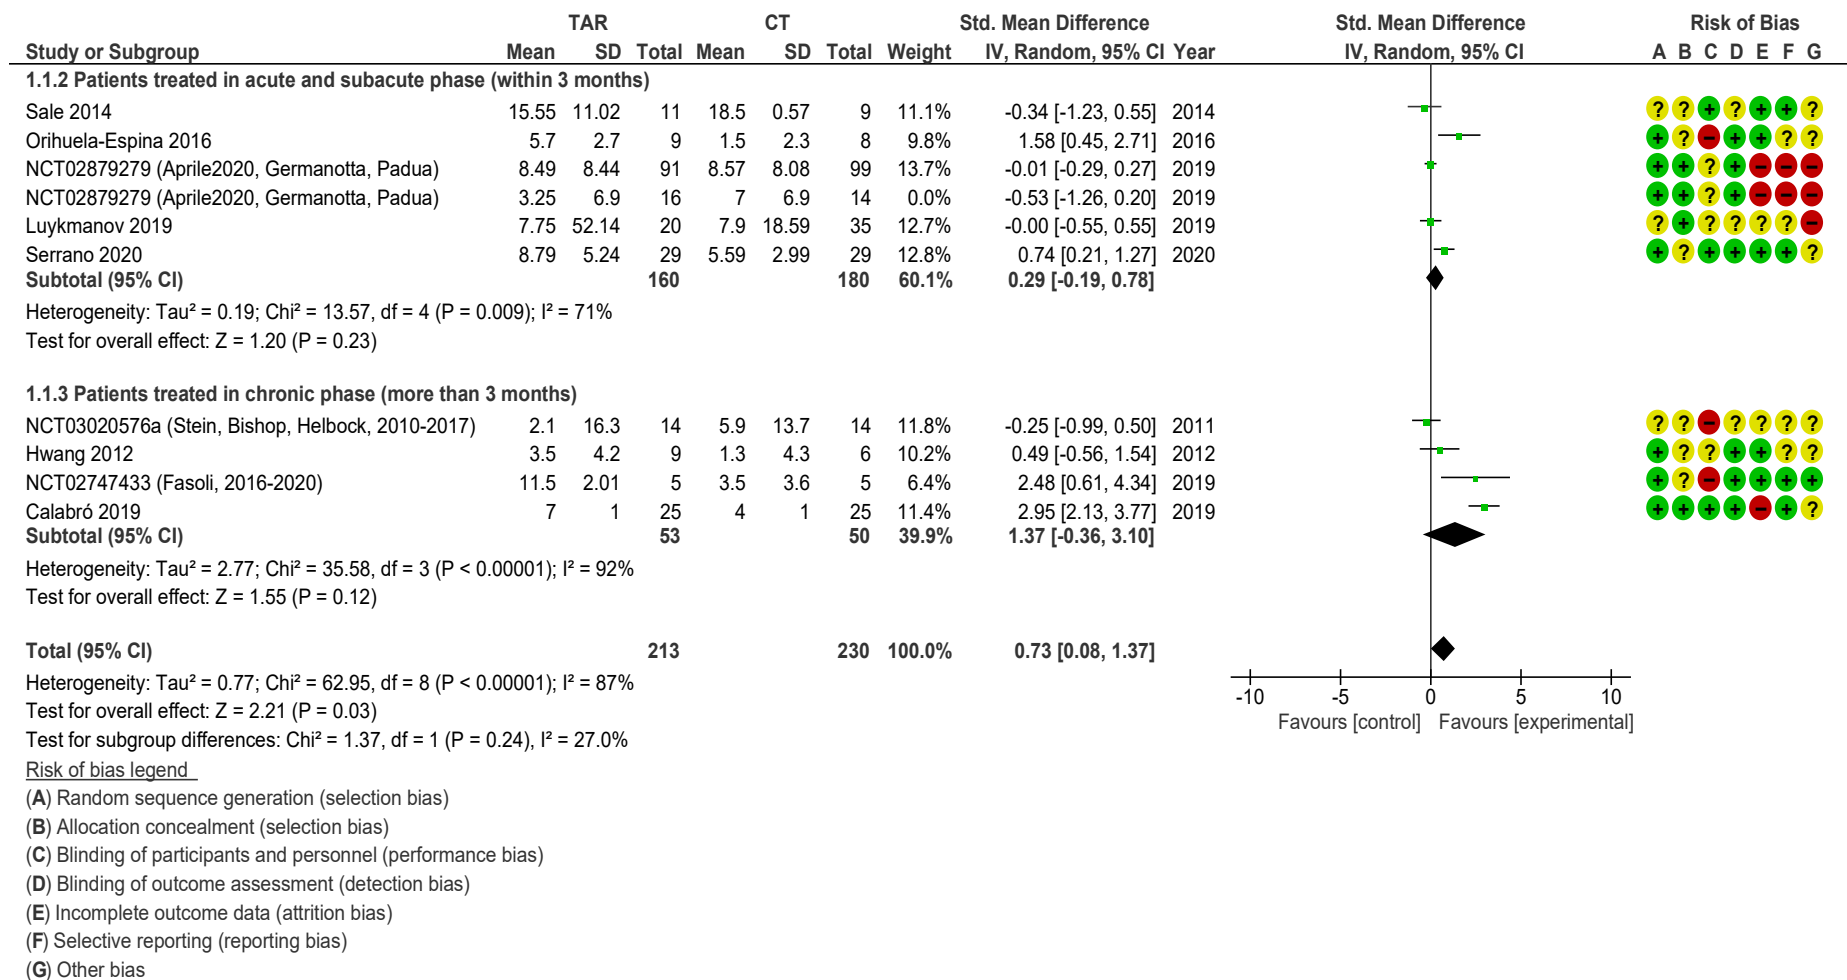 TAR CT Std. Mean Difference Std. Mean Difference Risk of Bias
Study or Subgroup Mean SD Total Mean SD Total Weight IV, Random, 95% CI Year IV, Random, 95% CI A B C D E F G
1.1.2 Patients treated in acute and subacute phase (within 3 months)
Sale 2014 15.55 11.02 11 18.5 0.57 9 11.1% -0.34 [-1.23, 0.55] 2014 ? ? + ? + + ?
Orihuela-Espina 2016 5.7 2.7 9 1.5 2.3 8 9.8% 1.58 [0.45, 2.71] 2016 + ? − + + ? ?
NCT02879279 (Aprile2020, Germanotta, Padua) 8.49 8.44 91 8.57 8.08 99 13.7% -0.01 [-0.29, 0.27] 2019 + + ? + − − −
NCT02879279 (Aprile2020, Germanotta, Padua) 3.25 6.9 16 7 6.9 14 0.0% -0.53 [-1.26, 0.20] 2019 + + ? + − − −
Luykmanov 2019 7.75 52.14 20 7.9 18.59 35 12.7% -0.00 [-0.55, 0.55] 2019 ? + ? ? ? ? −
Serrano 2020 8.79 5.24 29 5.59 2.99 29 12.8% 0.74 [0.21, 1.27] 2020 + ? + + + + ?
Subtotal (95% CI) 160 180 60.1% 0.29 [-0.19, 0.78]
Heterogeneity: Tau² = 0.19; Chi² = 13.57, df = 4 (P = 0.009); I² = 71%
Test for overall effect: Z = 1.20 (P = 0.23)
1.1.3 Patients treated in chronic phase (more than 3 months)
NCT03020576a (Stein, Bishop, Helbock, 2010-2017) 2.1 16.3 14 5.9 13.7 14 11.8% -0.25 [-0.99, 0.50] 2011 ? ? − ? ? ? ?
Hwang 2012 3.5 4.2 9 1.3 4.3 6 10.2% 0.49 [-0.56, 1.54] 2012 + ? ? + + ? ?
NCT02747433 (Fasoli, 2016-2020) 11.5 2.01 5 3.5 3.6 5 6.4% 2.48 [0.61, 4.34] 2019 + ? − + + + +
Calabró 2019 7 1 25 4 1 25 11.4% 2.95 [2.13, 3.77] 2019 + + + + − + ?
Subtotal (95% CI) 53 50 39.9% 1.37 [-0.36, 3.10]
Heterogeneity: Tau² = 2.77; Chi² = 35.58, df = 3 (P < 0.00001); I² = 92%
Test for overall effect: Z = 1.55 (P = 0.12)
Total (95% CI) 213 230 100.0% 0.73 [0.08, 1.37]
Heterogeneity: Tau² = 0.77; Chi² = 62.95, df = 8 (P < 0.00001); I² = 87%
Test for overall effect: Z = 2.21 (P = 0.03)
Test for subgroup differences: Chi² = 1.37, df = 1 (P = 0.24), I² = 27.0%
-10 -5 0 5 10
Favours [control] Favours [experimental]
Risk of bias legend
(A) Random sequence generation (selection bias)
(B) Allocation concealment (selection bias)
(C) Blinding of participants and personnel (performance bias)
(D) Blinding of outcome assessment (detection bias)
(E) Incomplete outcome data (attrition bias)
(F) Selective reporting (reporting bias)
(G) Other bias